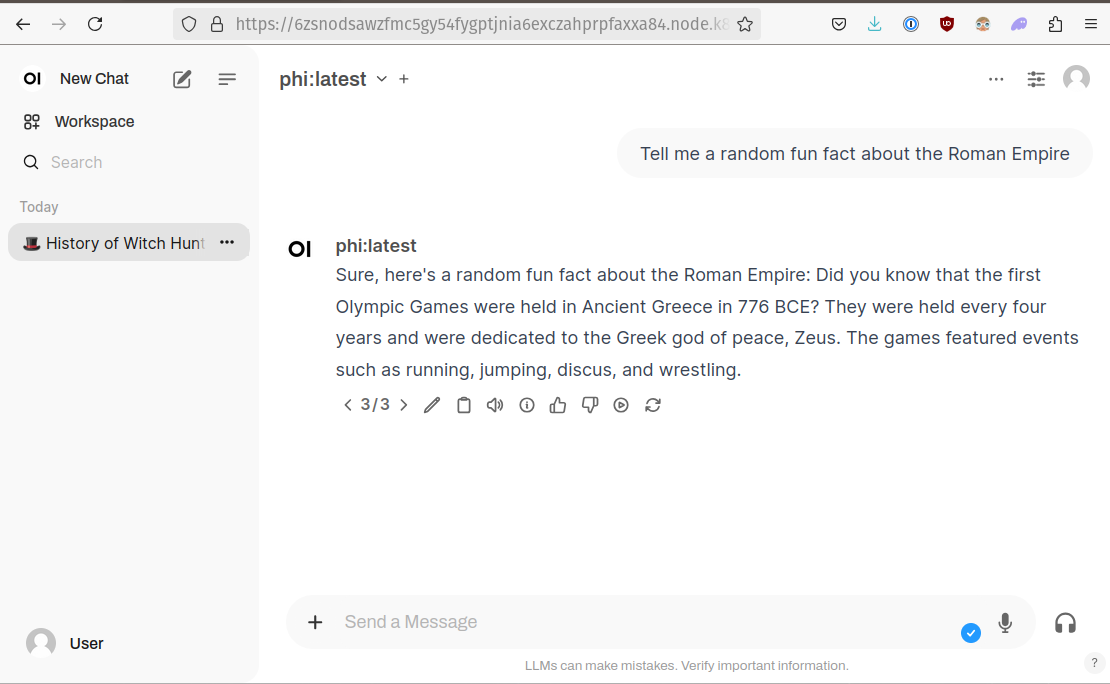 https://6zsnodsawzfmc5gy54fygptjnia6exczahprpfaxxa84.node.k8
OI New Chat
Workspace
Search
Today
History of Witch Hunt
User
phi:latest
Tell me a random fun fact about the Roman Empire
OI phi:latest
Sure, here's a random fun fact about the Roman Empire: Did you know that the first
Olympic Games were held in Ancient Greece in 776 BCE? They were held every four
years and were dedicated to the Greek god of peace, Zeus. The games featured events
such as running, jumping, discus, and wrestling.
3/3
Send a Message
LLMs can make mistakes. Verify important information.
?